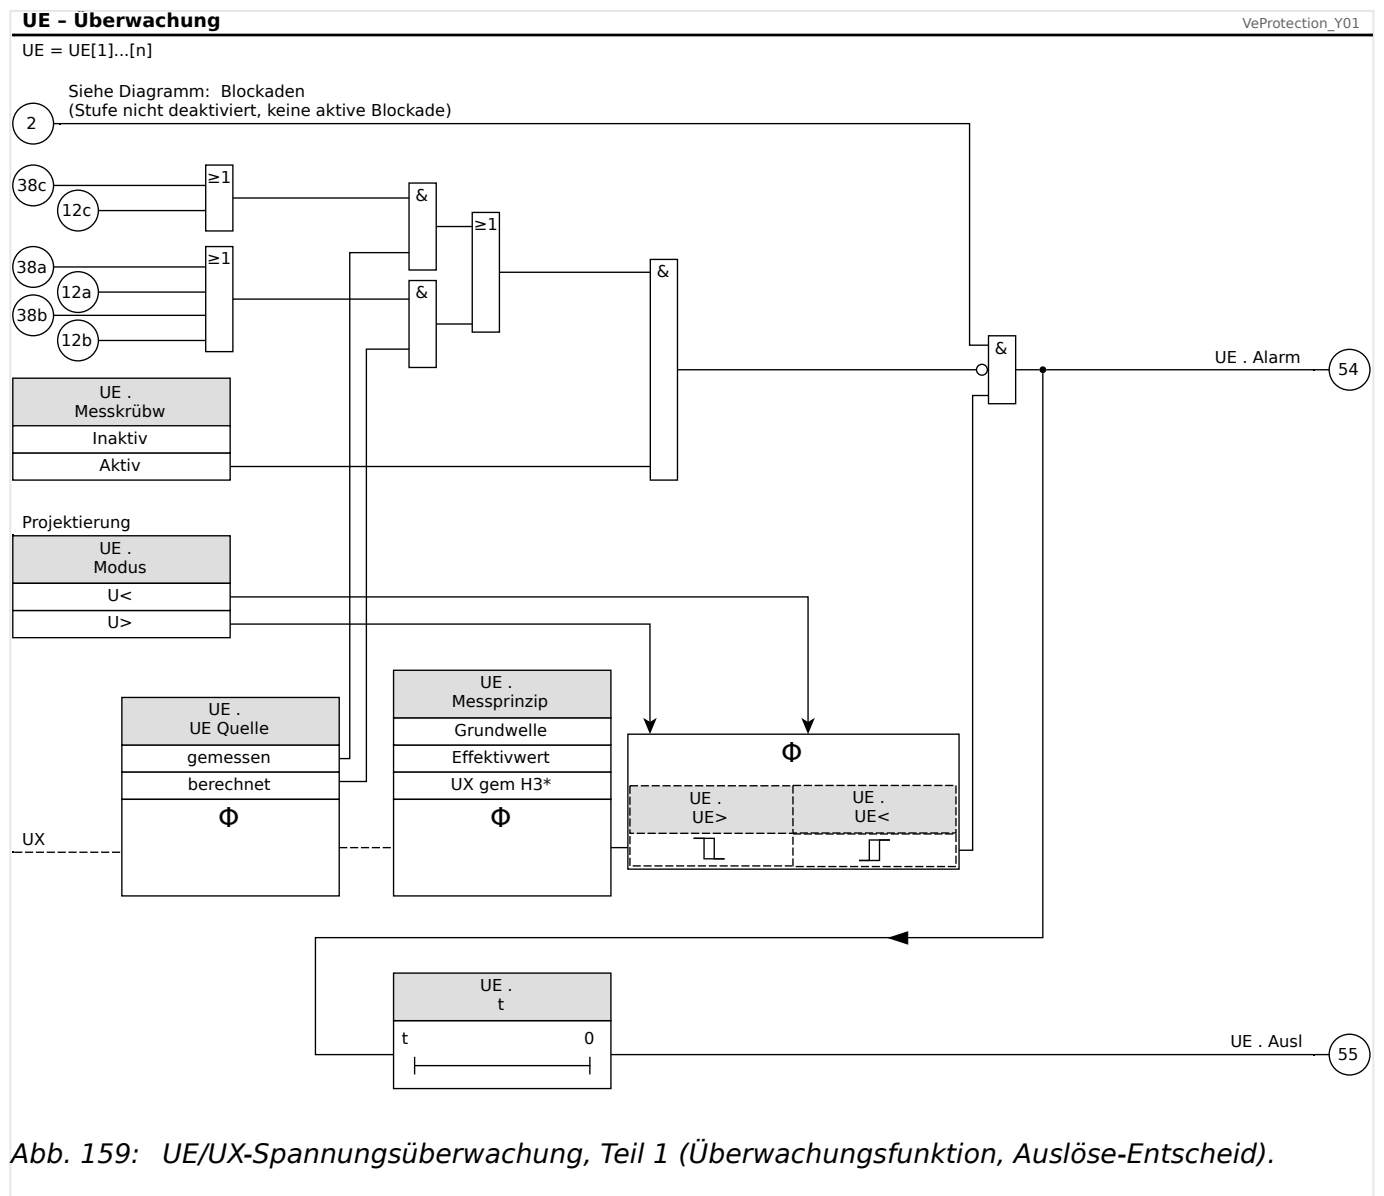 UE – Überwachung
VeProtection_Y01
UE = UE[1]...[n]
Siehe Diagramm: Blockaden
(Stufe nicht deaktiviert, keine aktive Blockade)
2
38c
≥1
12c
&
≥1
38a
≥1
12a
&
38b
12b
&
&
UE . Alarm
54
UE .
Messkrübw
Inaktiv
Aktiv
Projektierung
UE .
Modus
U<
U>
UE .
UE Quelle
gemessen
berechnet
Φ
UX
UE .
Messprinzip
Grundwelle
Effektivwert
UX gem H3*
Φ
Φ
UE .
UE>
UE .
UE<
UE .
t
t
0
UE . Ausl
55
Abb. 159: UE/UX-Spannungsüberwachung, Teil 1 (Überwachungsfunktion, Auslöse-Entscheid).